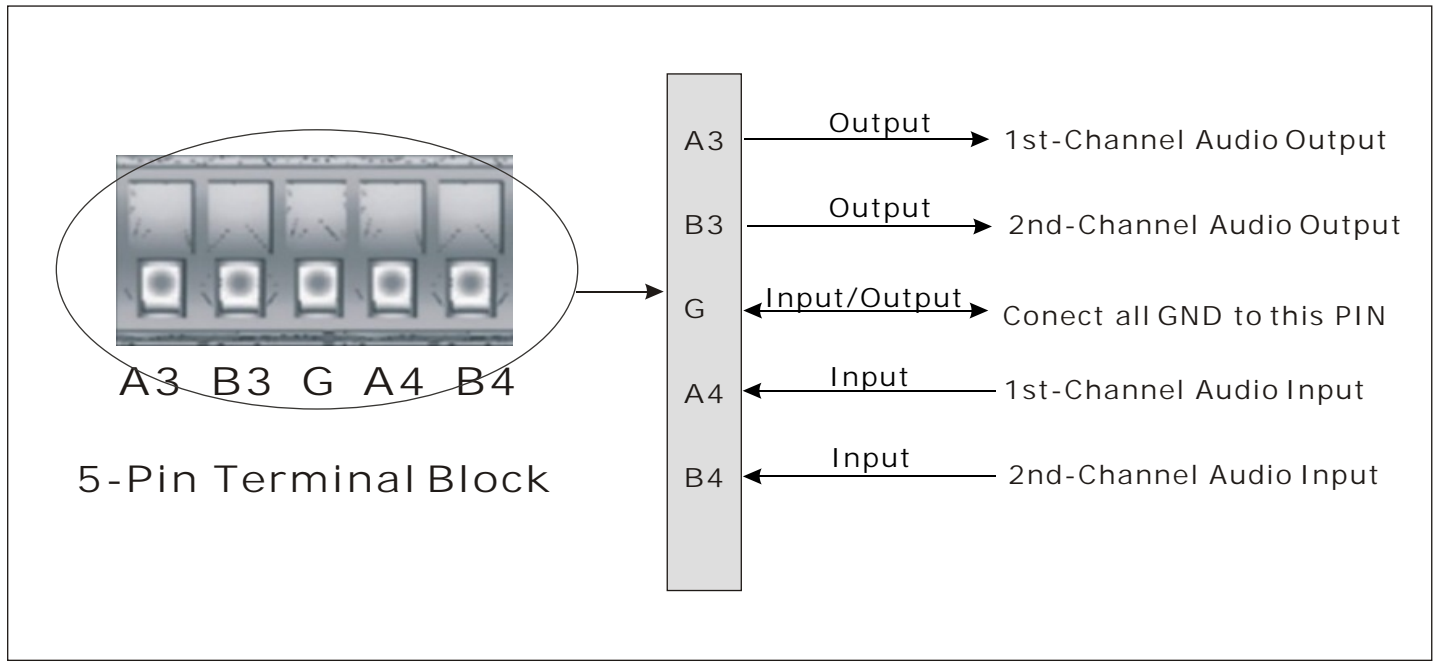 A3 B3 G A4 B4
5-Pin Terminal Block
A3 Output 1st-Channel Audio Output
B3 Output 2nd-Channel Audio Output
G Input/Output Conect all GND to this PIN
A4 Input 1st-Channel Audio Input
B4 Input 2nd-Channel Audio Input